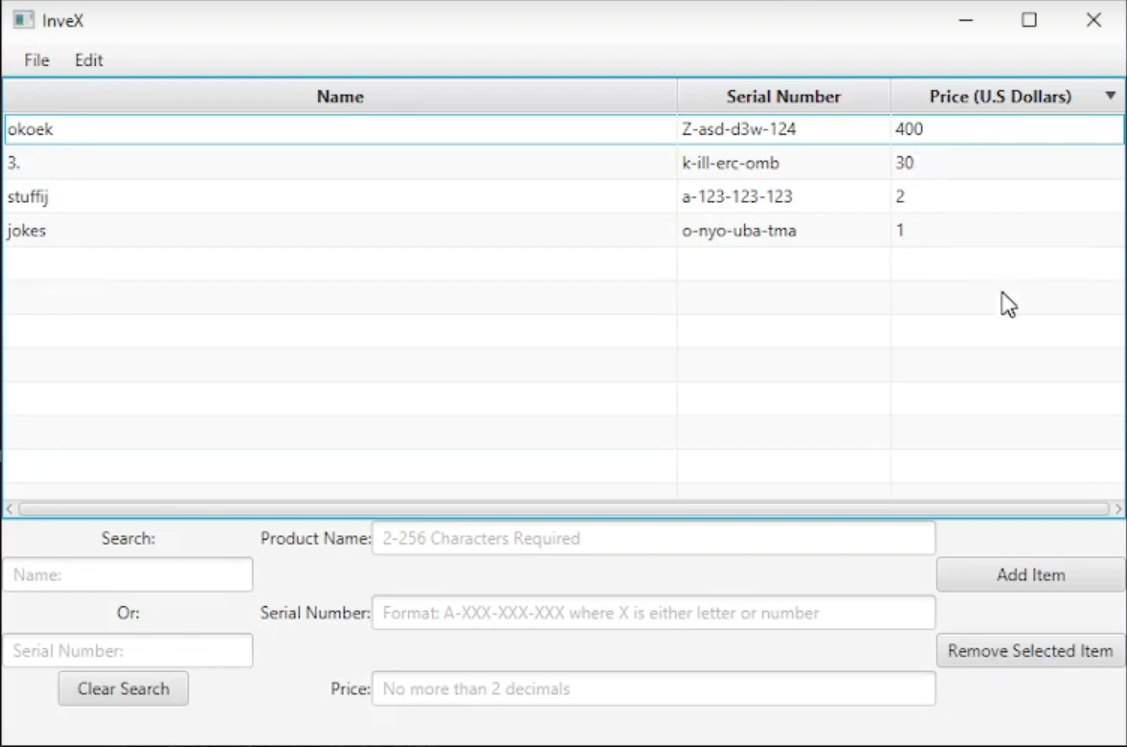 InveX
File Edit
Name Serial Number Price (U.S Dollars)
okoek Z-asd-d3w-124 400
3. k-ill-erc-omb 30
stuffij a-123-123-123 2
jokes o-nyo-uba-tma 1
Search: Product Name: 2-256 Characters Required
Name: Add Item
Or: Serial Number: Format: A-XXX-XXX-XXX where X is either letter or number
Serial Number: Remove Selected Item
Clear Search Price: No more than 2 decimals